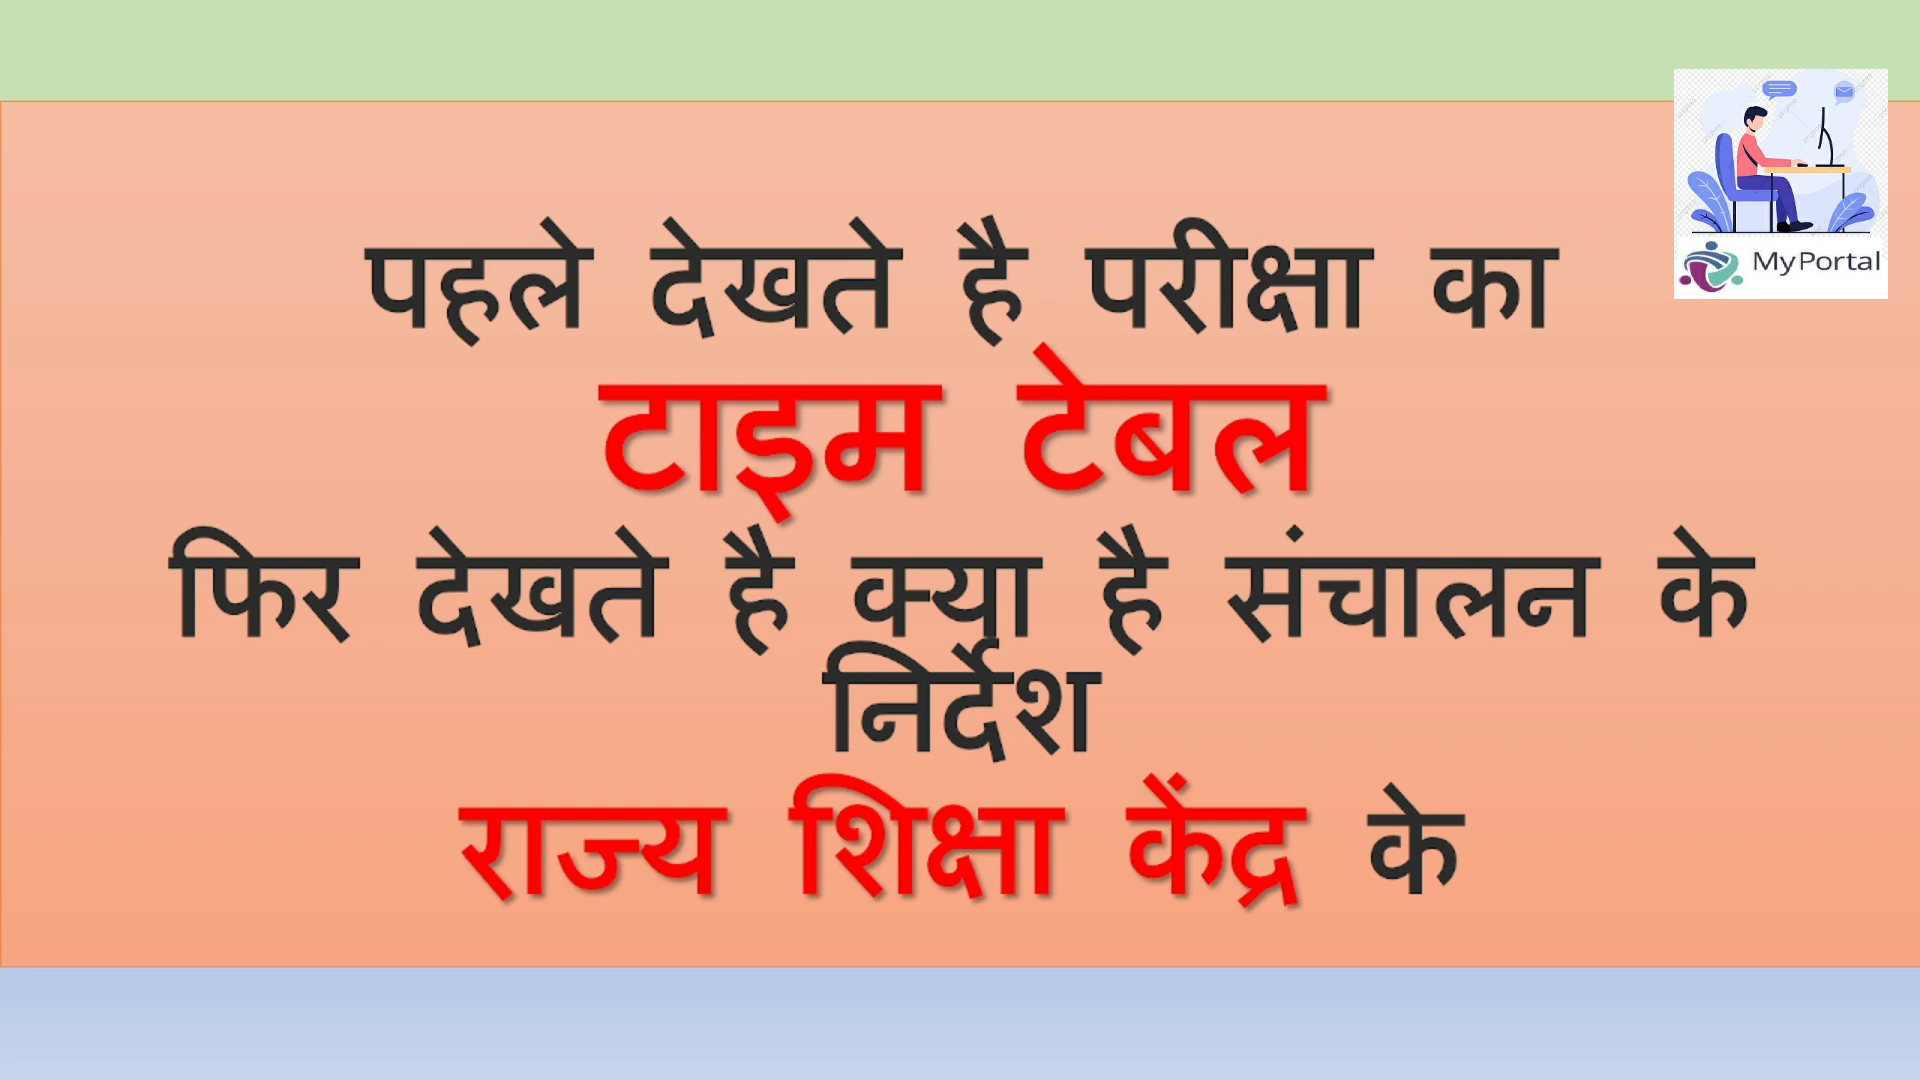 MyPortal
पहले देखते है परीक्षा का
टाइम टेबल
फिर देखते है क्या है संचालन के
निर्देश
राज्य शिक्षा केंद्र के